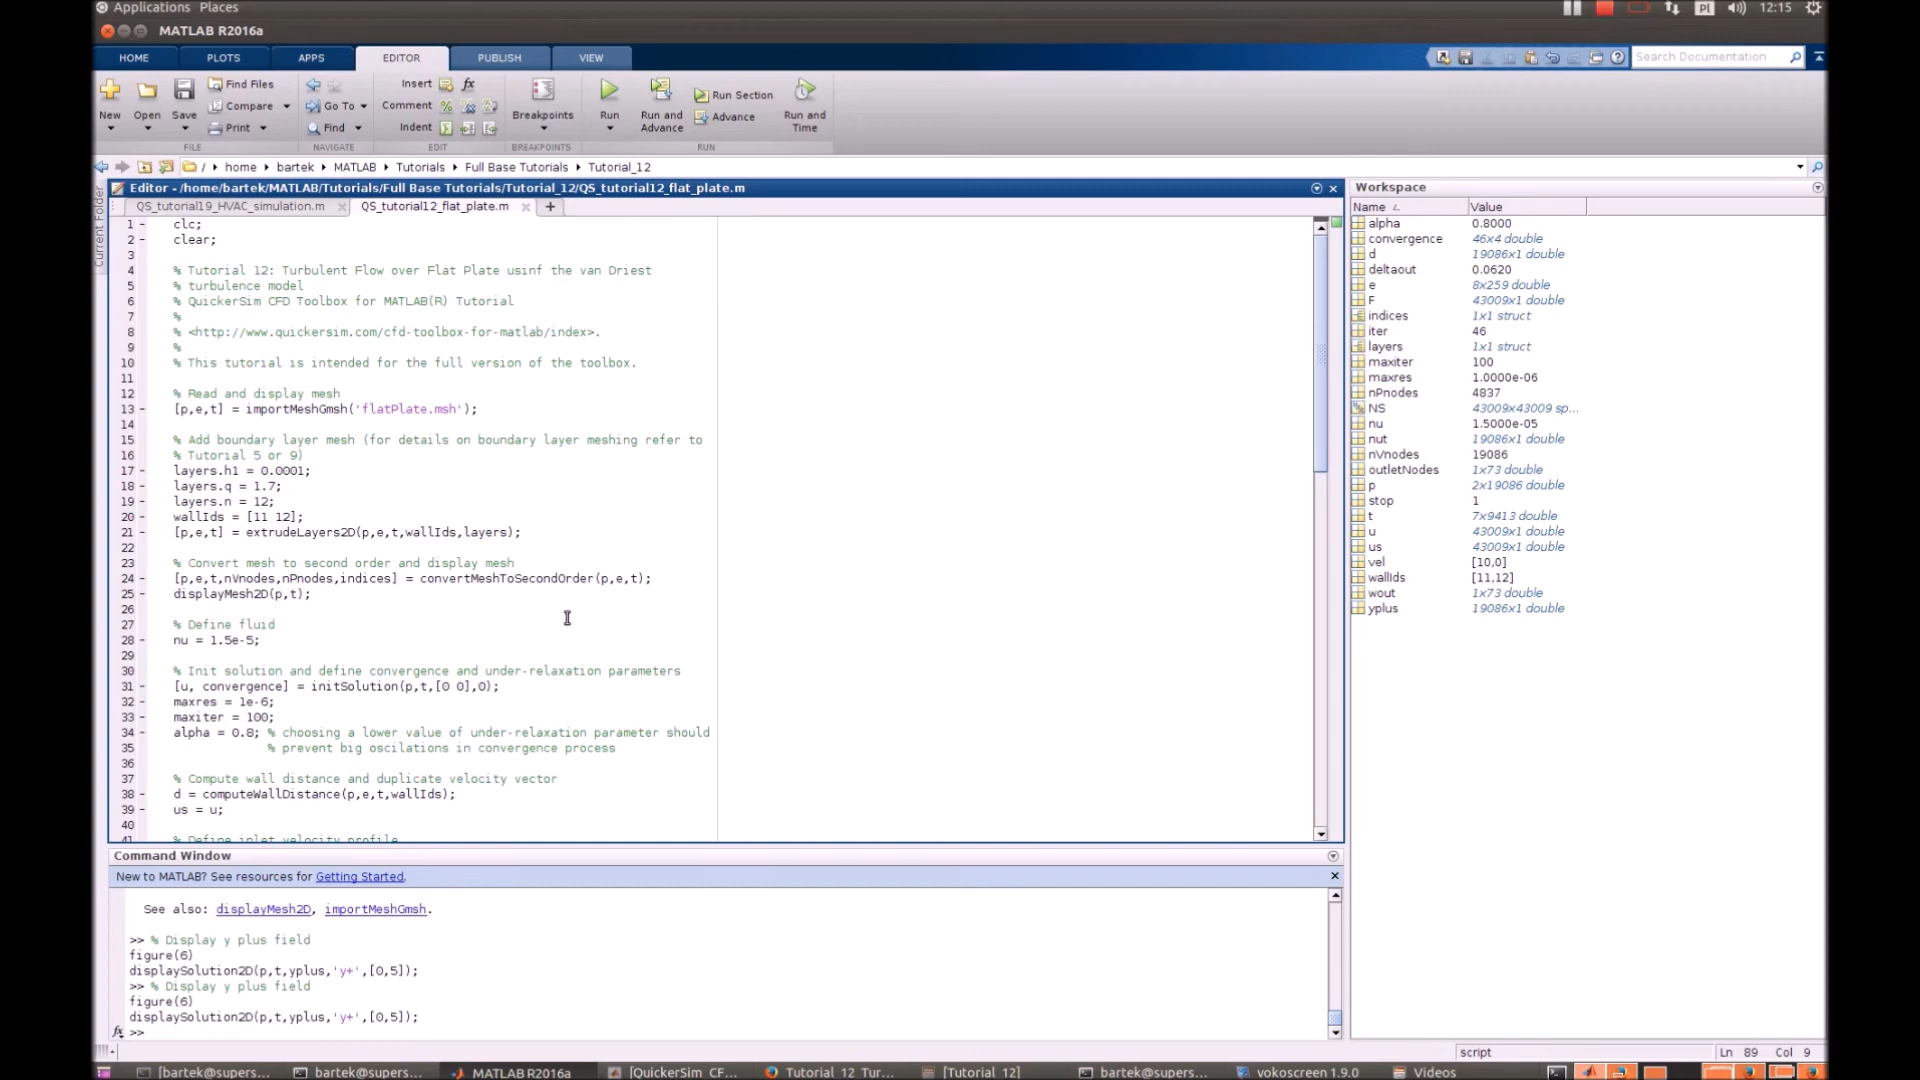 Applications Places
Pl 12:15
MATLAB R2016a
HOME PLOTS APPS EDITOR PUBLISH VIEW
Search Documentation
New Open Save Find Files Compare Print
Go To Find
Insert fx
Comment
Indent
Breakpoints
Run Run and Advance Run Section Advance Run and Time
FILE NAVIGATE EDIT BREAKPOINTS RUN
/ home bartek MATLAB Tutorials Full Base Tutorials Tutorial_12
Current Folder
Editor - /home/bartek/MATLAB/Tutorials/Full Base Tutorials/Tutorial_12/QS_tutorial12_flat_plate.m
QS_tutorial19_HVAC_simulation.m QS_tutorial12_flat_plate.m
1 clc;
2 clear;
3
4 % Tutorial 12: Turbulent Flow over Flat Plate usinf the van Driest
5 % turbulence model
6 % QuickerSim CFD Toolbox for MATLAB(R) Tutorial
7 %
8 % <http://www.quickersim.com/cfd-toolbox-for-matlab/index>.
9 %
10 % This tutorial is intended for the full version of the toolbox.
11
12 % Read and display mesh
13 [p,e,t] = importMeshGmsh('flatPlate.msh');
14
15 % Add boundary layer mesh (for details on boundary layer meshing refer to
16 % Tutorial 5 or 9)
17 layers.h1 = 0.0001;
18 layers.q = 1.7;
19 layers.n = 12;
20 wallIds = [11 12];
21 [p,e,t] = extrudeLayers2D(p,e,t,wallIds,layers);
22
23 % Convert mesh to second order and display mesh
24 [p,e,t,nVnodes,nPnodes,indices] = convertMeshToSecondOrder(p,e,t);
25 displayMesh2D(p,t);
26
27 % Define fluid
28 nu = 1.5e-5;
29
30 % Init solution and define convergence and under-relaxation parameters
31 [u, convergence] = initSolution(p,t,[0 0],0);
32 maxres = 1e-6;
33 maxiter = 100;
34 alpha = 0.8; % choosing a lower value of under-relaxation parameter should
35 % prevent big oscilations in convergence process
36
37 % Compute wall distance and duplicate velocity vector
38 d = computeWallDistance(p,e,t,wallIds);
39 us = u;
40
41 % Define inlet velocity profile
Workspace
Name Value
alpha 0.8000
convergence 46x4 double
d 19086x1 double
deltaout 0.0620
e 8x259 double
F 43009x1 double
indices 1x1 struct
iter 46
layers 1x1 struct
maxiter 100
maxres 1.0000e-06
nPnodes 4837
NS 43009x43009 sp...
nu 1.5000e-05
nut 19086x1 double
nVnodes 19086
outletNodes 1x73 double
p 2x19086 double
stop 1
t 7x9413 double
u 43009x1 double
us 43009x1 double
vel [10,0]
wallIds [11,12]
wout 1x73 double
yplus 19086x1 double
Command Window
New to MATLAB? See resources for Getting Started.
See also: displayMesh2D, importMeshGmsh.
>> % Display y plus field
figure(6)
displaySolution2D(p,t,yplus,'y+',[0,5]);
>> % Display y plus field
figure(6)
displaySolution2D(p,t,yplus,'y+',[0,5]);
fx >>
script Ln 89 Col 9
[bartek@supers... bartek@supers... MATLAB R2016a [QuickerSim CF... Tutorial 12 Tur... [Tutorial 12] bartek@supers... vokoscreen 1.9.0 Videos